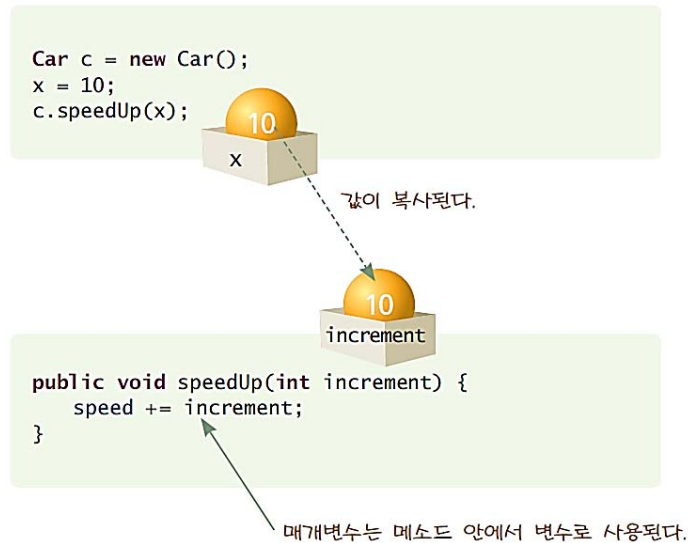 Car c = new Car();
x = 10;
c.speedUp(x);
10
x
값이 복사된다.
10
increment
public void speedUp(int increment) {
speed += increment;
}
매개변수는 메소드 안에서 변수로 사용된다.